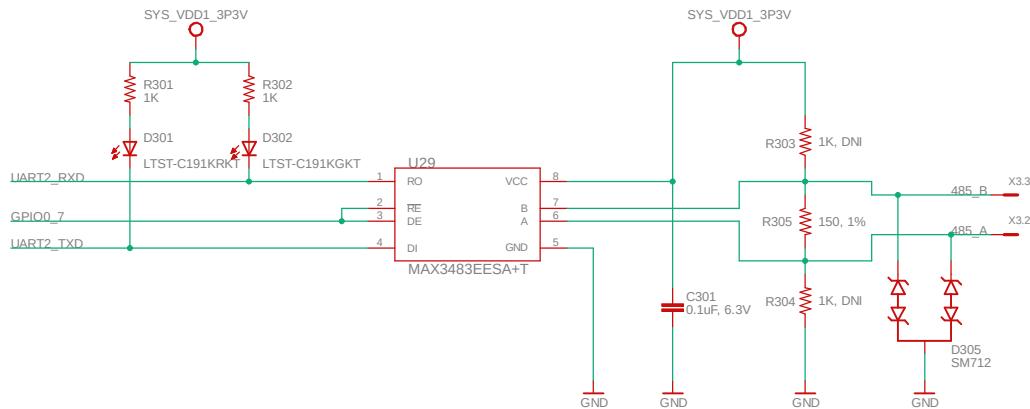 SYS_VDD1_3P3V
SYS_VDD1_3P3V
R301
1K
R302
1K
D301
LTST-C191KRKT
D302
LTST-C191KGKT
R303
1K, DNI
U29
UART2_RXD
1
RO
VCC
8
485_B
X3.3
2
RE
B
7
GPIO0_7
3
DE
A
6
R305
150, 1%
485_A
X3.2
UART2_TXD
4
DI
GND
5
MAX3483EESA+T
C301
0.1uF, 6.3V
R304
1K, DNI
D305
SM712
GND
GND
GND
GND